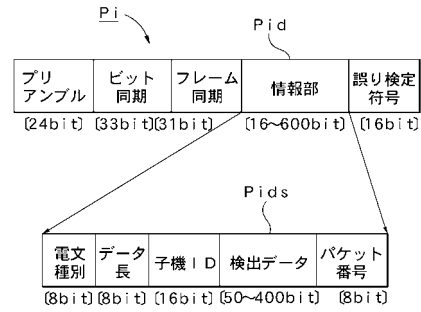 Pi
Pid
プリ
アンブル
ビット
同期
フレーム
同期
情報部
誤り検定
符号
[24bit]
[33bit]
[31bit]
[16~600bit]
[16bit]
Pids
電文
種別
データ
長
子機ID
検出データ
パケット
番号
[8bit]
[8bit]
[16bit]
[50~400bit]
[8bit]